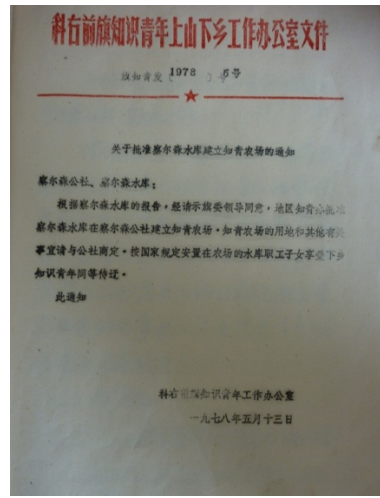 科右前旗知识青年上山下乡工作办公室文件
旗知青发〔1978〕6号
关于批准察尔森水库建立知青农场的通知
察尔森公社、察尔森水库：
根据察尔森水库的报告，经请示旗委领导同意，地区知青办批准
察尔森水库在察尔森公社建立知青农场。知青农场的用地和其他有关
事宜请与公社商定。按国家规定安置在农场的水库职工子女享受下乡
知识青年同等待遇。
此通知
科右前旗知识青年工作办公室
一九七八年五月十三日